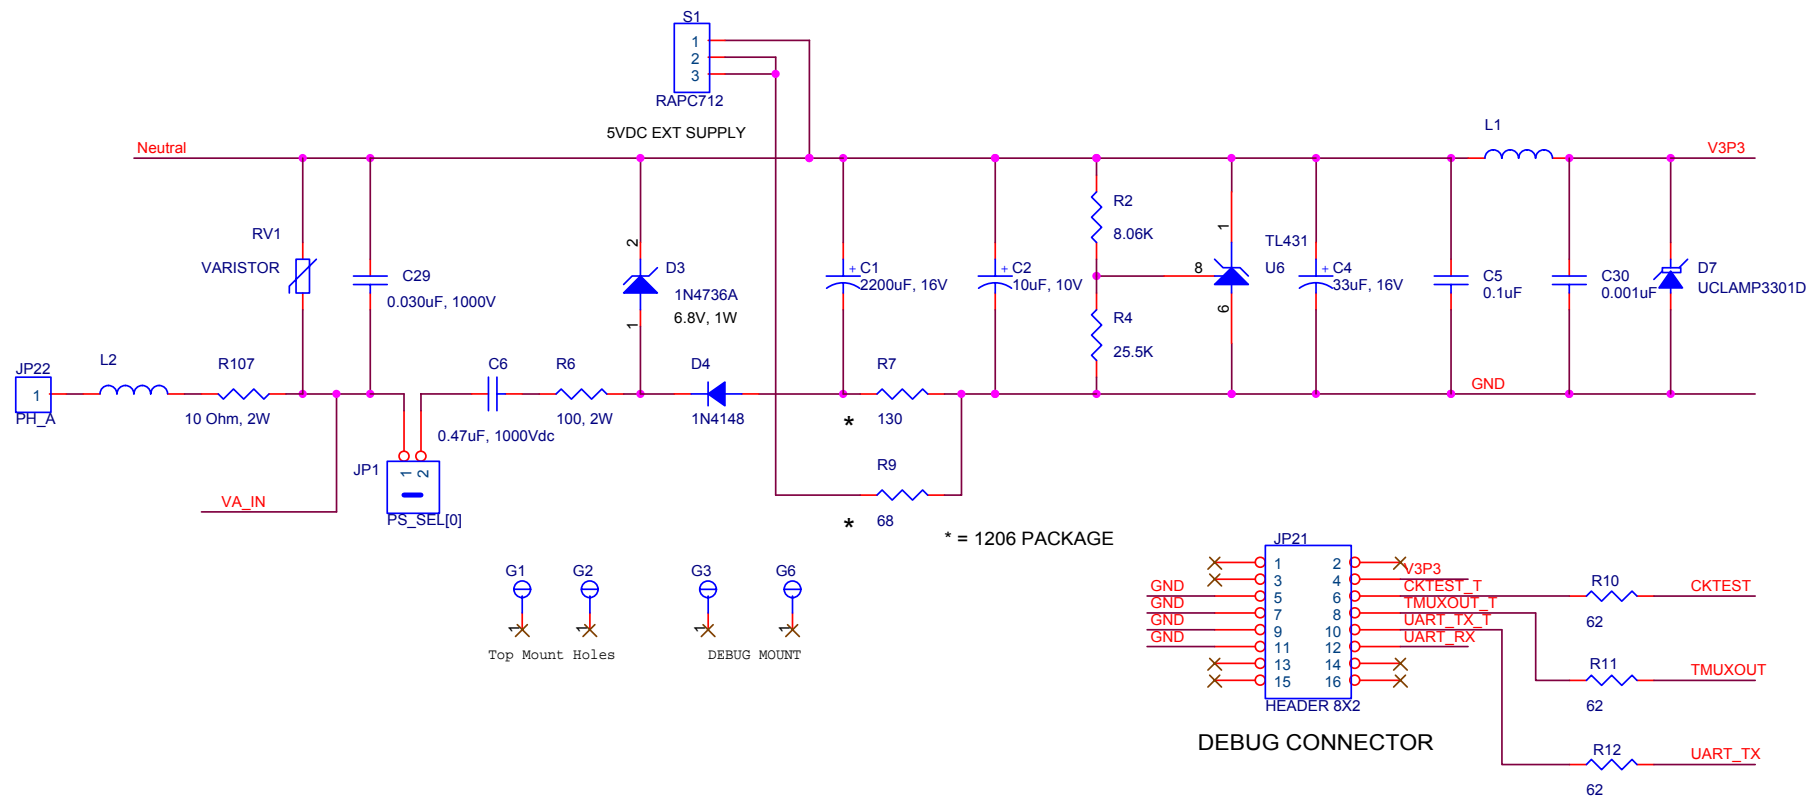 S1
1
2
3
RAPC712
5VDC EXT SUPPLY
Neutral
L1
V3P3
RV1
VARISTOR
C29
0.030uF, 1000V
2
D3
1N4736A
6.8V, 1W
1
+ C1
2200uF, 16V
+ C2
10uF, 10V
R2
8.06K
R4
25.5K
1
TL431
8
U6
6
+ C4
33uF, 16V
C5
0.1uF
C30
0.001uF
D7
UCLAMP3301D
JP22
1
PH_A
L2
R107
10 Ohm, 2W
C6
0.47uF, 1000Vdc
R6
100, 2W
D4
1N4148
R7
* 130
GND
JP1
1
2
PS_SEL[0]
VA_IN
R9
* 68
* = 1206 PACKAGE
G1
G2
G3
G6
1
1
1
1
Top Mount Holes
DEBUG MOUNT
JP21
1 2
3 4 V3P3
GND 5 6 CKTEST_T
GND 7 8 TMUXOUT_T
GND 9 10 UART_TX_T
GND 11 12 UART_RX
13 14
15 16
HEADER 8X2
DEBUG CONNECTOR
R10
62
CKTEST
R11
62
TMUXOUT
R12
62
UART_TX